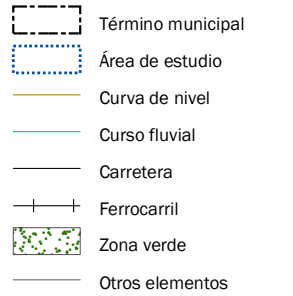 Término municipal
Área de estudio
Curva de nivel
Curso fluvial
Carretera
Ferrocarril
Zona verde
Otros elementos